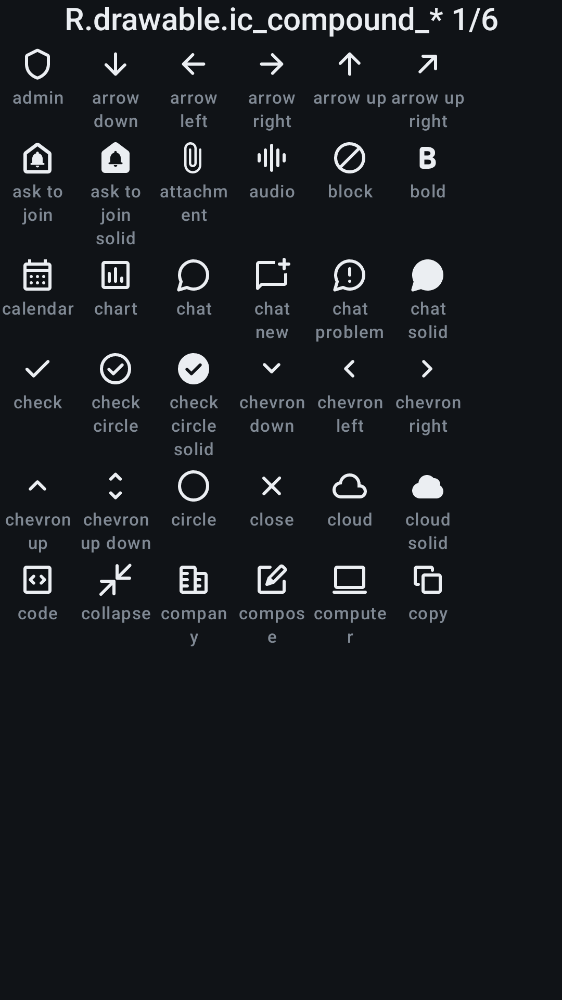 R.drawable.ic_compound_* 1/6
admin
arrow
down
arrow
left
arrow
right
arrow up
arrow up
right
ask to
join
ask to
join
solid
attachm
ent
audio
block
B
bold
calendar
chart
chat
chat
new
chat
problem
chat
solid
check
check
circle
check
circle
solid
chevron
down
chevron
left
chevron
right
chevron
up
chevron
up down
circle
close
cloud
cloud
solid
code
collapse
compan
y
compos
e
compute
r
copy